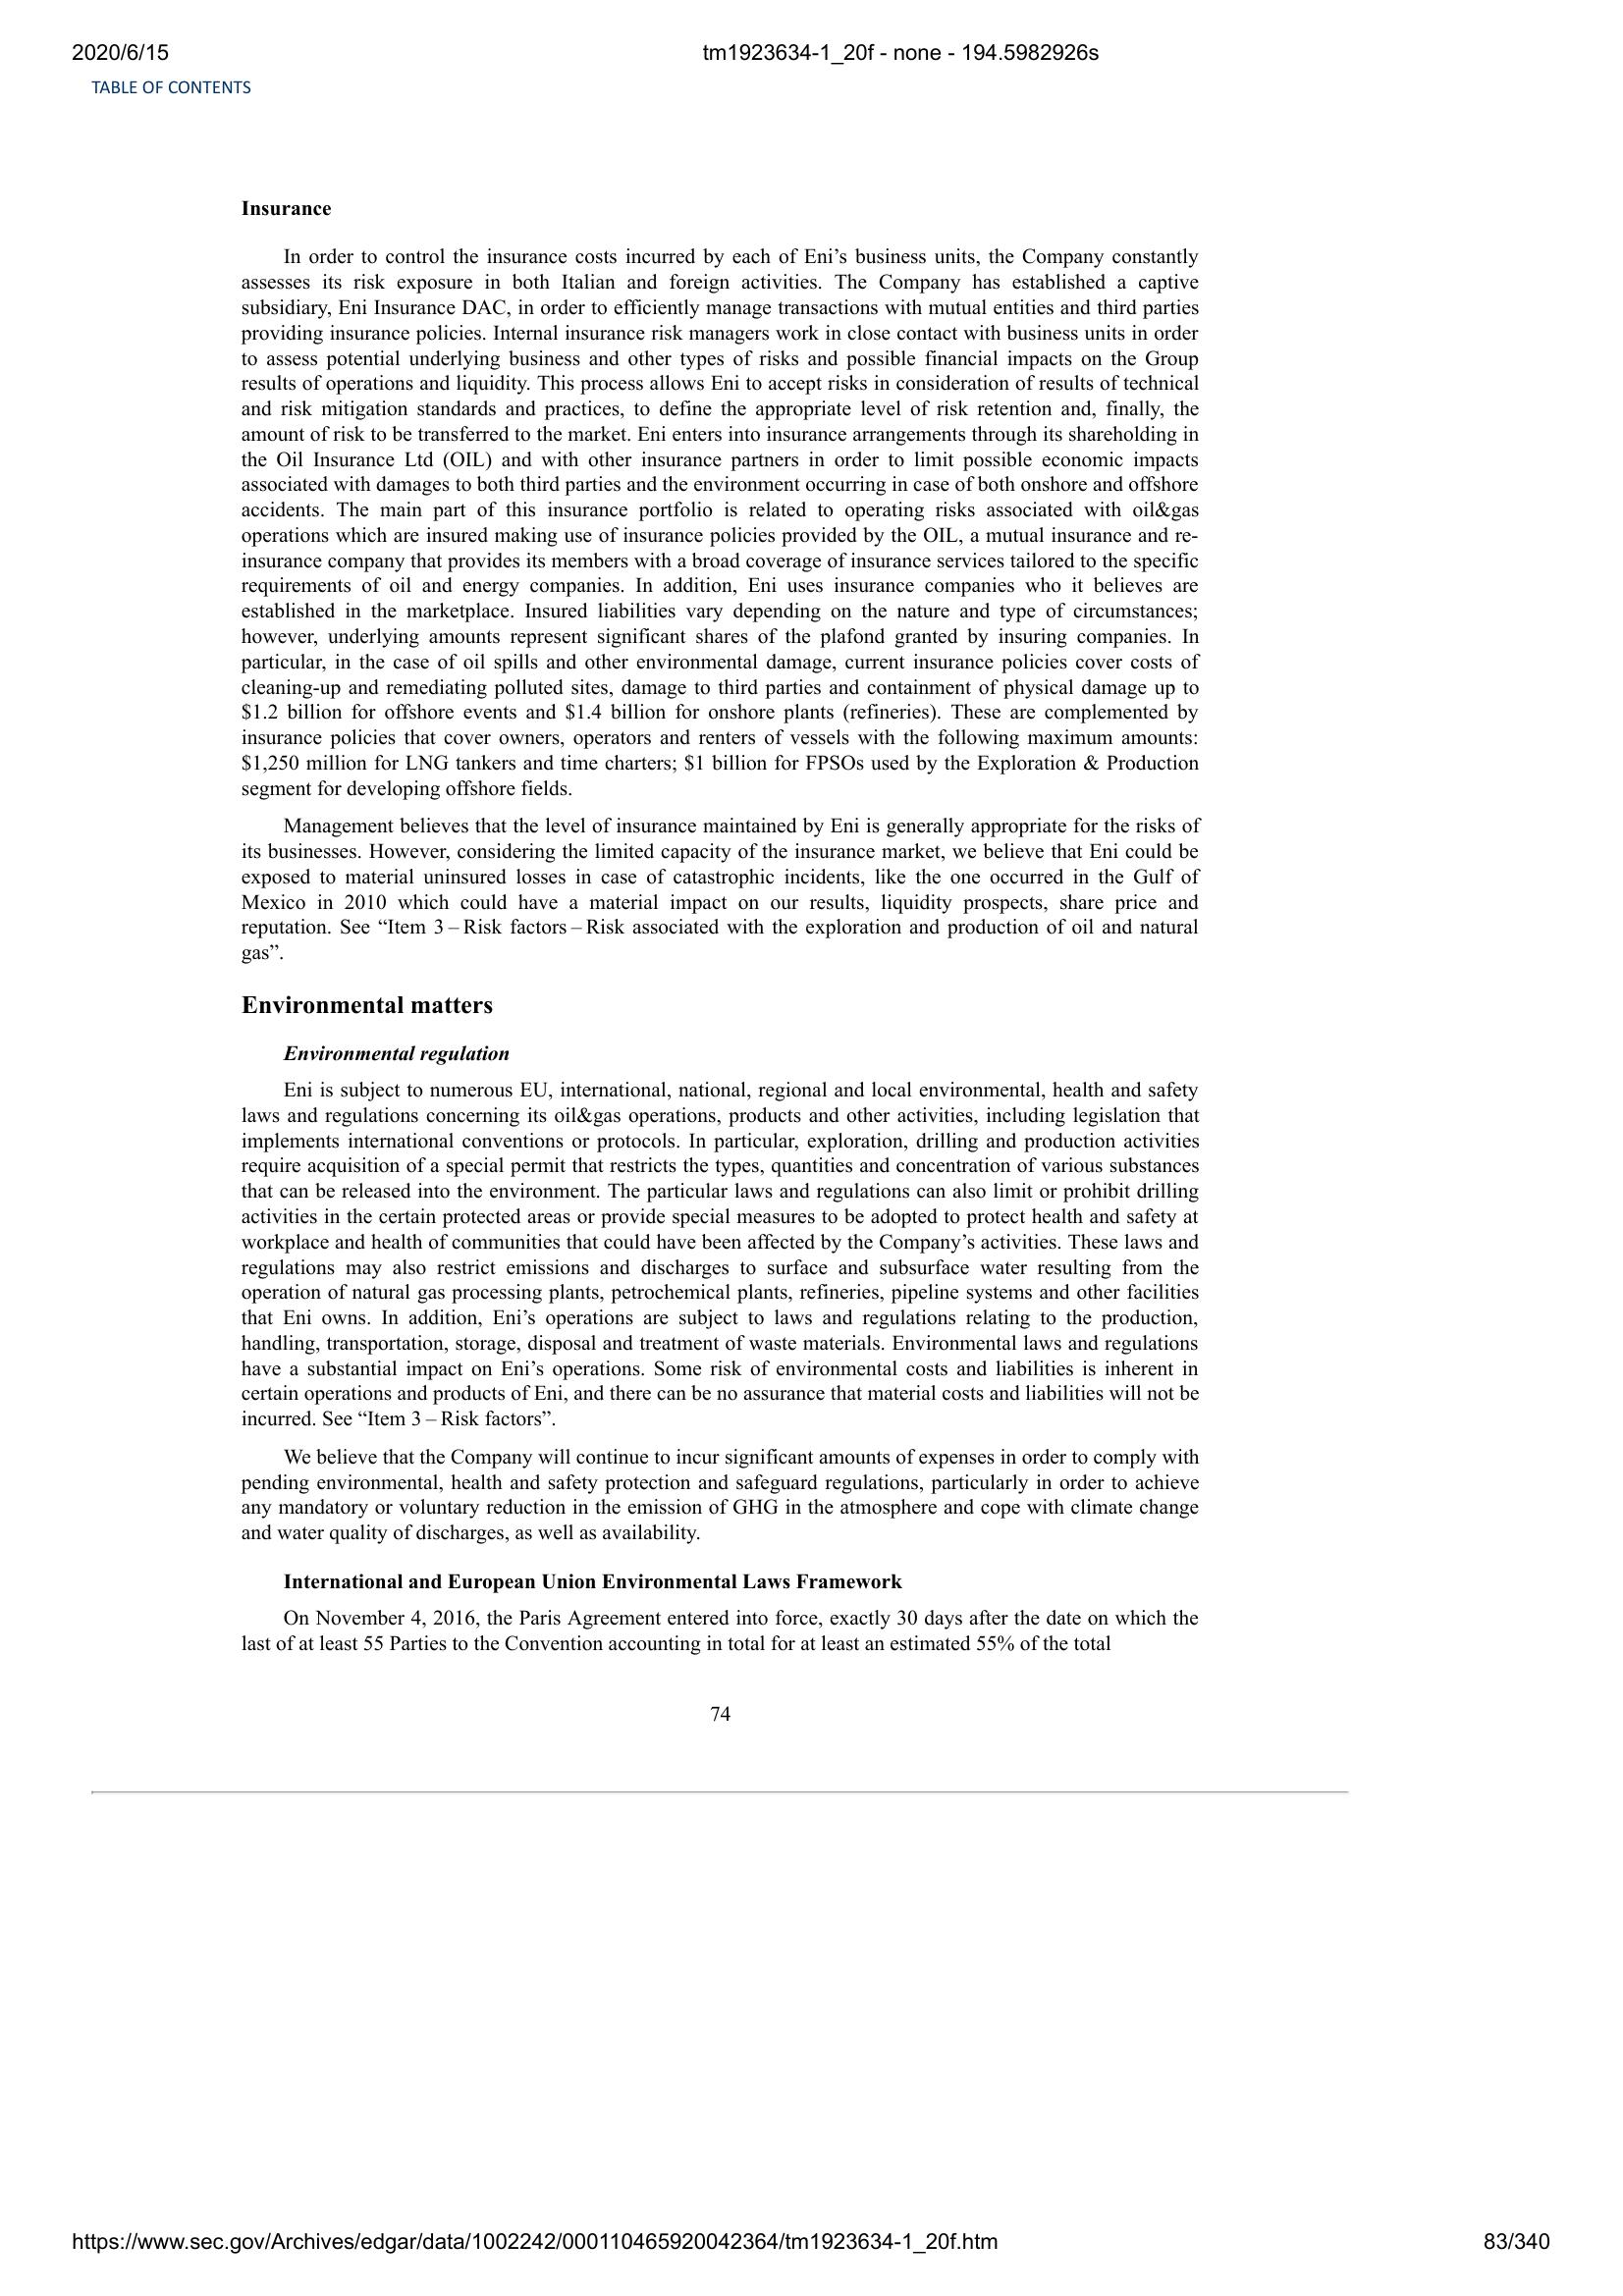 2020/6/15
tm1923634-1_20f - none - 194.5982926s
TABLE OF CONTENTS
Insurance
In order to control the insurance costs incurred by each of Eni’s business units, the Company constantly
assesses its risk exposure in both Italian and foreign activities. The Company has established a captive
subsidiary, Eni Insurance DAC, in order to efficiently manage transactions with mutual entities and third parties
providing insurance policies. Internal insurance risk managers work in close contact with business units in order
to assess potential underlying business and other types of risks and possible financial impacts on the Group
results of operations and liquidity. This process allows Eni to accept risks in consideration of results of technical
and risk mitigation standards and practices, to define the appropriate level of risk retention and, finally, the
amount of risk to be transferred to the market. Eni enters into insurance arrangements through its shareholding in
the Oil Insurance Ltd (OIL) and with other insurance partners in order to limit possible economic impacts
associated with damages to both third parties and the environment occurring in case of both onshore and offshore
accidents. The main part of this insurance portfolio is related to operating risks associated with oil&gas
operations which are insured making use of insurance policies provided by the OIL, a mutual insurance and re-
insurance company that provides its members with a broad coverage of insurance services tailored to the specific
requirements of oil and energy companies. In addition, Eni uses insurance companies who it believes are
established in the marketplace. Insured liabilities vary depending on the nature and type of circumstances;
however, underlying amounts represent significant shares of the plafond granted by insuring companies. In
particular, in the case of oil spills and other environmental damage, current insurance policies cover costs of
cleaning-up and remediating polluted sites, damage to third parties and containment of physical damage up to
$1.2 billion for offshore events and $1.4 billion for onshore plants (refineries). These are complemented by
insurance policies that cover owners, operators and renters of vessels with the following maximum amounts:
$1,250 million for LNG tankers and time charters; $1 billion for FPSOs used by the Exploration & Production
segment for developing offshore fields.
Management believes that the level of insurance maintained by Eni is generally appropriate for the risks of
its businesses. However, considering the limited capacity of the insurance market, we believe that Eni could be
exposed to material uninsured losses in case of catastrophic incidents, like the one occurred in the Gulf of
Mexico in 2010 which could have a material impact on our results, liquidity prospects, share price and
reputation. See “Item 3 – Risk factors – Risk associated with the exploration and production of oil and natural
gas”.
Environmental matters
Environmental regulation
Eni is subject to numerous EU, international, national, regional and local environmental, health and safety
laws and regulations concerning its oil&gas operations, products and other activities, including legislation that
implements international conventions or protocols. In particular, exploration, drilling and production activities
require acquisition of a special permit that restricts the types, quantities and concentration of various substances
that can be released into the environment. The particular laws and regulations can also limit or prohibit drilling
activities in the certain protected areas or provide special measures to be adopted to protect health and safety at
workplace and health of communities that could have been affected by the Company’s activities. These laws and
regulations may also restrict emissions and discharges to surface and subsurface water resulting from the
operation of natural gas processing plants, petrochemical plants, refineries, pipeline systems and other facilities
that Eni owns. In addition, Eni’s operations are subject to laws and regulations relating to the production,
handling, transportation, storage, disposal and treatment of waste materials. Environmental laws and regulations
have a substantial impact on Eni’s operations. Some risk of environmental costs and liabilities is inherent in
certain operations and products of Eni, and there can be no assurance that material costs and liabilities will not be
incurred. See “Item 3 – Risk factors”.
We believe that the Company will continue to incur significant amounts of expenses in order to comply with
pending environmental, health and safety protection and safeguard regulations, particularly in order to achieve
any mandatory or voluntary reduction in the emission of GHG in the atmosphere and cope with climate change
and water quality of discharges, as well as availability.
International and European Union Environmental Laws Framework
On November 4, 2016, the Paris Agreement entered into force, exactly 30 days after the date on which the
last of at least 55 Parties to the Convention accounting in total for at least an estimated 55% of the total
74
https://www.sec.gov/Archives/edgar/data/1002242/000110465920042364/tm1923634-1_20f.htm
83/340